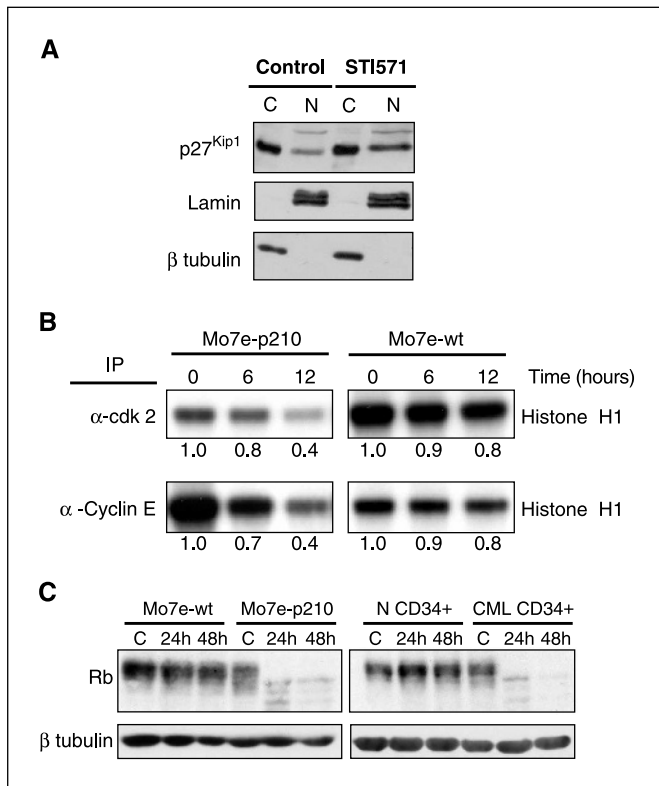 A
Control STI571
C N C N
p27Kip1
Lamin
β tubulin
B
Mo7e-p210 Mo7e-wt
IP
0 6 12 0 6 12 Time (hours)
α-cdk 2 Histone H1
1.0 0.8 0.4 1.0 0.9 0.8
α -Cyclin E Histone H1
1.0 0.7 0.4 1.0 0.9 0.8
C
Mo7e-wt Mo7e-p210 N CD34+ CML CD34+
C 24h 48h C 24h 48h C 24h 48h C 24h 48h
Rb
β tubulin